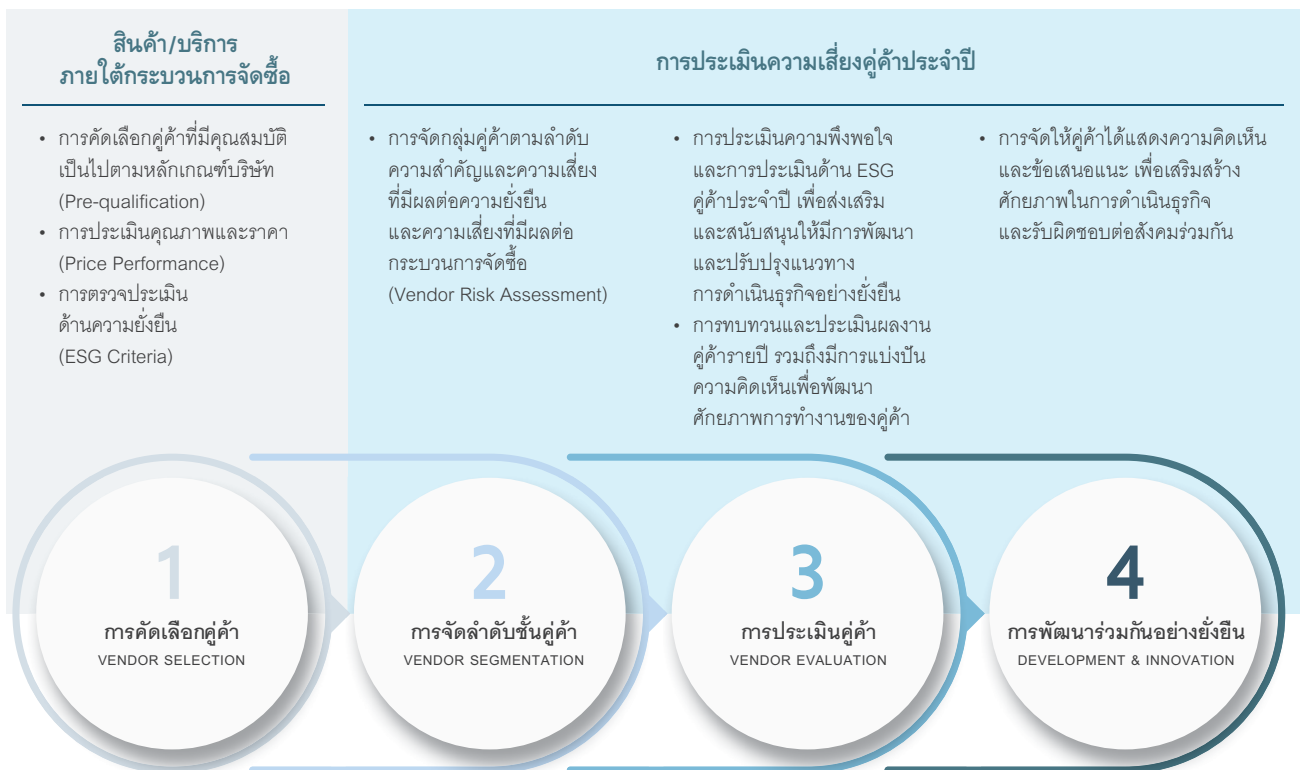 สินค้า/บริการ
ภายใต้กระบวนการจัดซื้อ
• การคัดเลือกคู่ค้าที่มีคุณสมบัติ
เป็นไปตามหลักเกณฑ์บริษัท
(Pre-qualification)
• การประเมินคุณภาพและราคา
(Price Performance)
• การตรวจประเมิน
ด้านความยั่งยืน
(ESG Criteria)
การประเมินความเสี่ยงคู่ค้าประจำปี
• การจัดกลุ่มคู่ค้าตามลำดับ
ความสำคัญและความเสี่ยง
ที่มีผลต่อความยั่งยืน
และความเสี่ยงที่มีผลต่อ
กระบวนการจัดซื้อ
(Vendor Risk Assessment)
• การประเมินความพึงพอใจ
และการประเมินด้าน ESG
คู่ค้าประจำปี เพื่อส่งเสริม
และสนับสนุนให้มีการพัฒนา
และปรับปรุงแนวทาง
การดำเนินธุรกิจอย่างยั่งยืน
• การทบทวนและประเมินผลงาน
คู่ค้ารายปี รวมถึงมีการแบ่งปัน
ความคิดเห็นเพื่อพัฒนา
ศักยภาพการทำงานของคู่ค้า
• การจัดให้คู่ค้าได้แสดงความคิดเห็น
และข้อเสนอแนะ เพื่อเสริมสร้าง
ศักยภาพในการดำเนินธุรกิจ
และรับผิดชอบต่อสังคมร่วมกัน
1
การคัดเลือกคู่ค้า
VENDOR SELECTION
2
การจัดลำดับชั้นคู่ค้า
VENDOR SEGMENTATION
3
การประเมินคู่ค้า
VENDOR EVALUATION
4
การพัฒนาร่วมกันอย่างยั่งยืน
DEVELOPMENT & INNOVATION